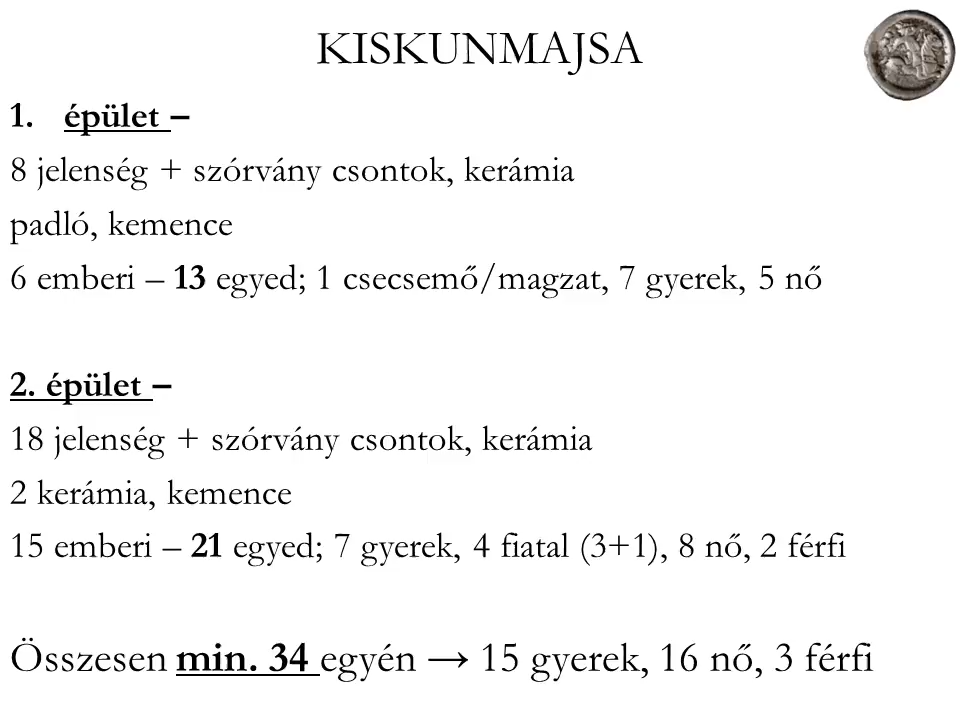 KISKUNMAJSA
1. épület –
8 jelenség + szórvány csontok, kerámia
padló, kemence
6 emberi – 13 egyed; 1 csecsemő/magzat, 7 gyerek, 5 nő
2. épület –
18 jelenség + szórvány csontok, kerámia
2 kerámia, kemence
15 emberi – 21 egyed; 7 gyerek, 4 fiatal (3+1), 8 nő, 2 férfi
Összesen min. 34 egyén → 15 gyerek, 16 nő, 3 férfi